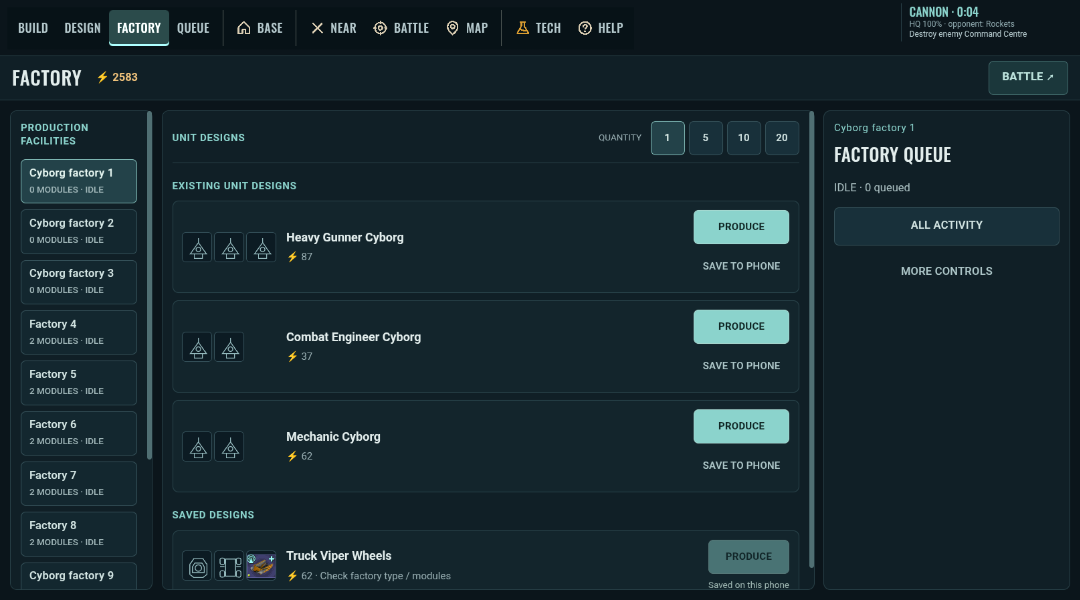 BUILD DESIGN FACTORY QUEUE BASE NEAR BATTLE MAP TECH HELP
CANNON · 0:04
HQ 100% · opponent: Rockets
Destroy enemy Command Centre
FACTORY ⚡ 2583
BATTLE ↗
PRODUCTION
FACILITIES
Cyborg factory 1
0 MODULES · IDLE
Cyborg factory 2
0 MODULES · IDLE
Cyborg factory 3
0 MODULES · IDLE
Factory 4
2 MODULES · IDLE
Factory 5
2 MODULES · IDLE
Factory 6
2 MODULES · IDLE
Factory 7
2 MODULES · IDLE
Factory 8
2 MODULES · IDLE
Cyborg factory 9
UNIT DESIGNS
QUANTITY 1 5 10 20
EXISTING UNIT DESIGNS
Heavy Gunner Cyborg
⚡ 87
PRODUCE
SAVE TO PHONE
Combat Engineer Cyborg
⚡ 37
PRODUCE
SAVE TO PHONE
Mechanic Cyborg
⚡ 62
PRODUCE
SAVE TO PHONE
SAVED DESIGNS
Truck Viper Wheels
⚡ 62 · Check factory type / modules
PRODUCE
Saved on this phone
Cyborg factory 1
FACTORY QUEUE
IDLE · 0 queued
ALL ACTIVITY
MORE CONTROLS